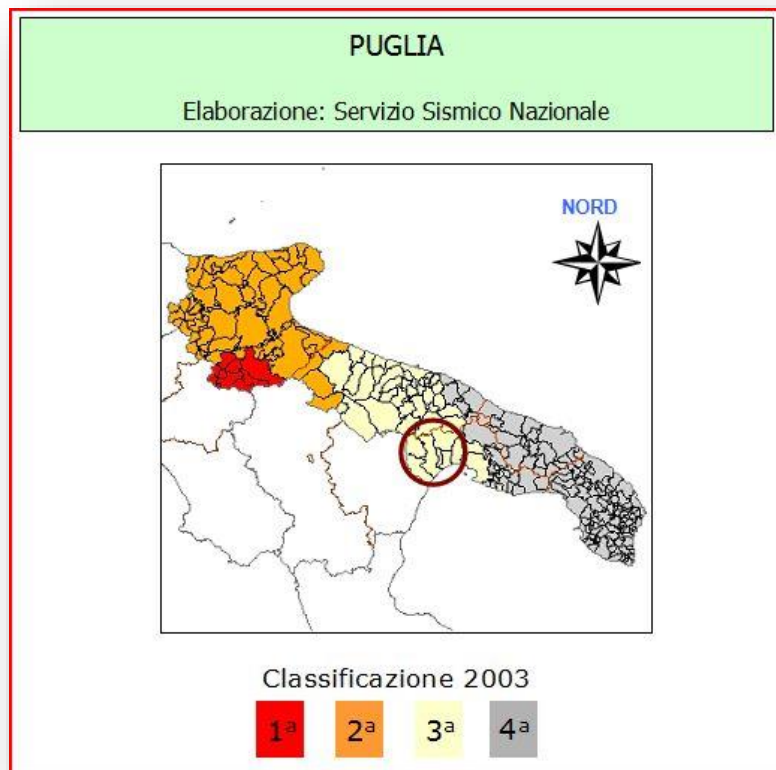 PUGLIA
Elaborazione: Servizio Sismico Nazionale
NORD
Classificazione 2003
1ª 2ª 3ª 4ª